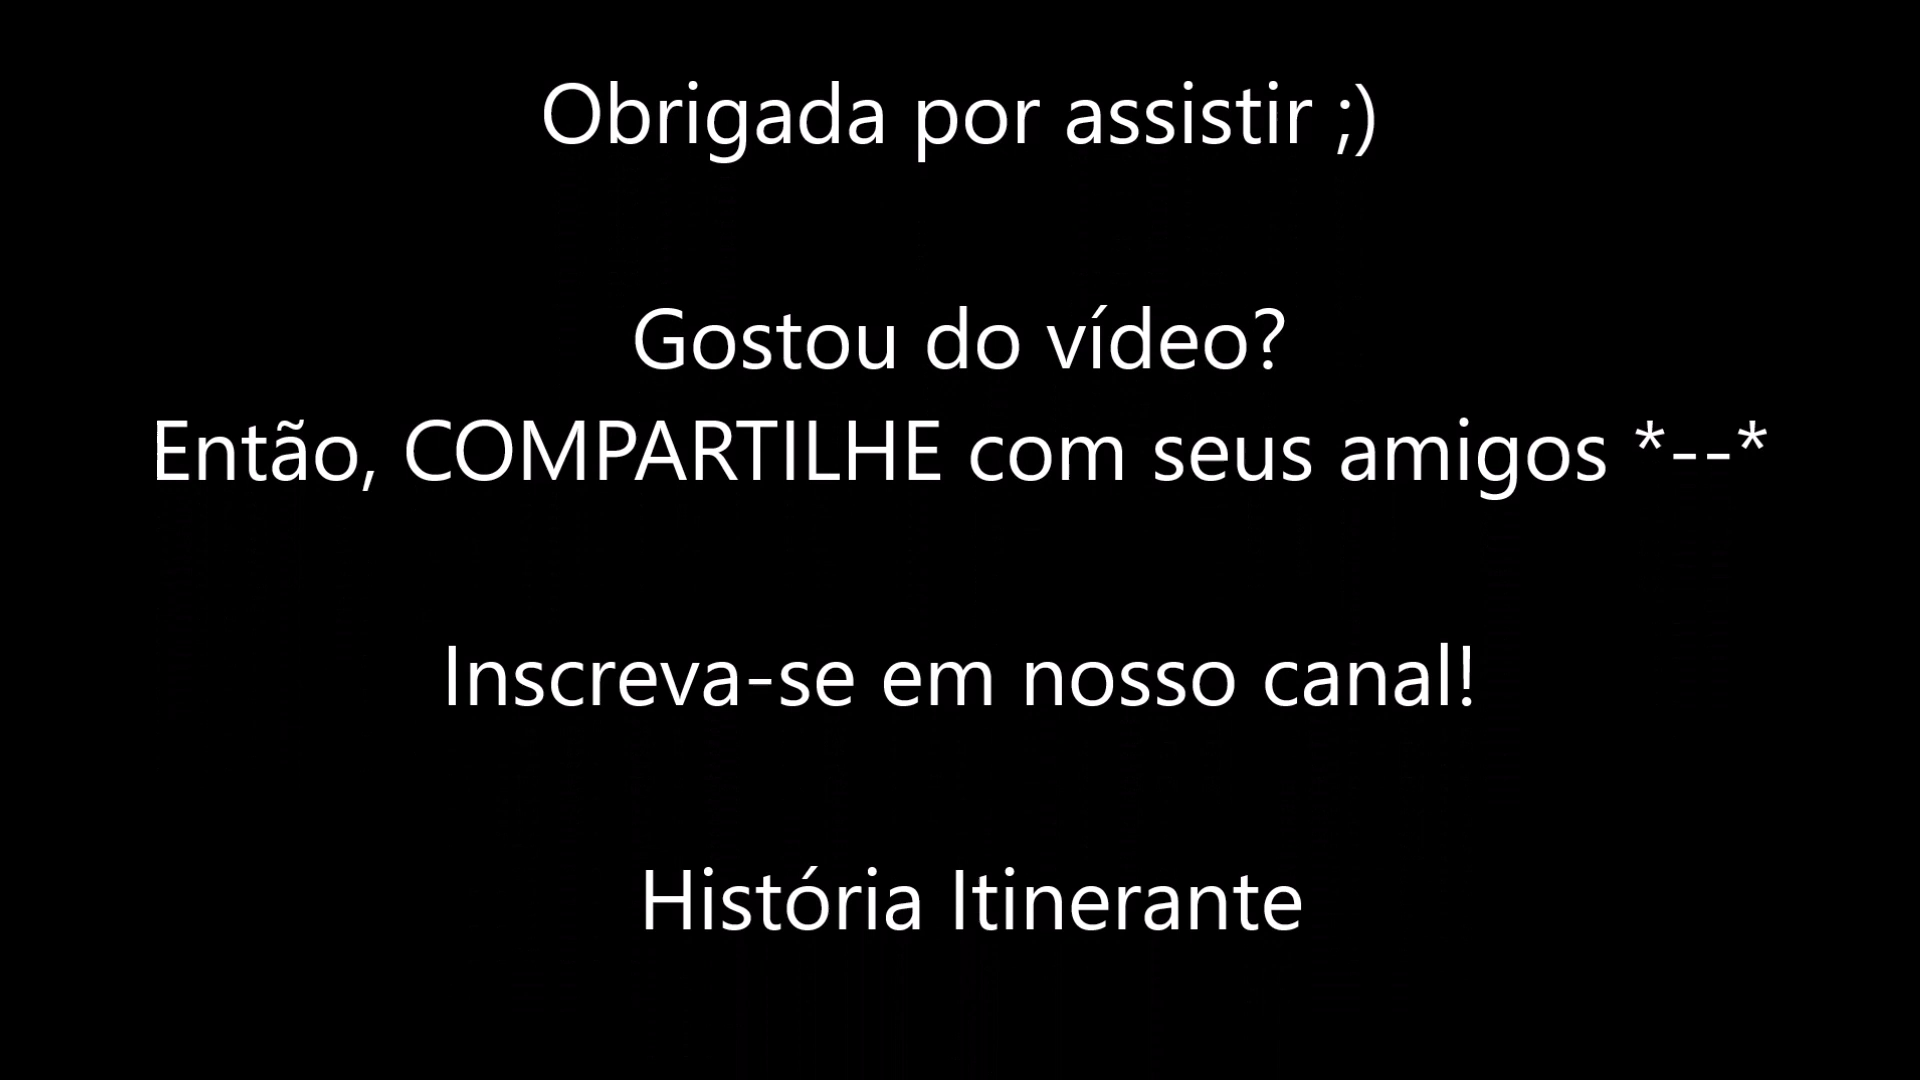 Obrigada por assistir ;)
Gostou do vídeo?
Então, COMPARTILHE com seus amigos *--*
Inscreva-se em nosso canal!
História Itinerante